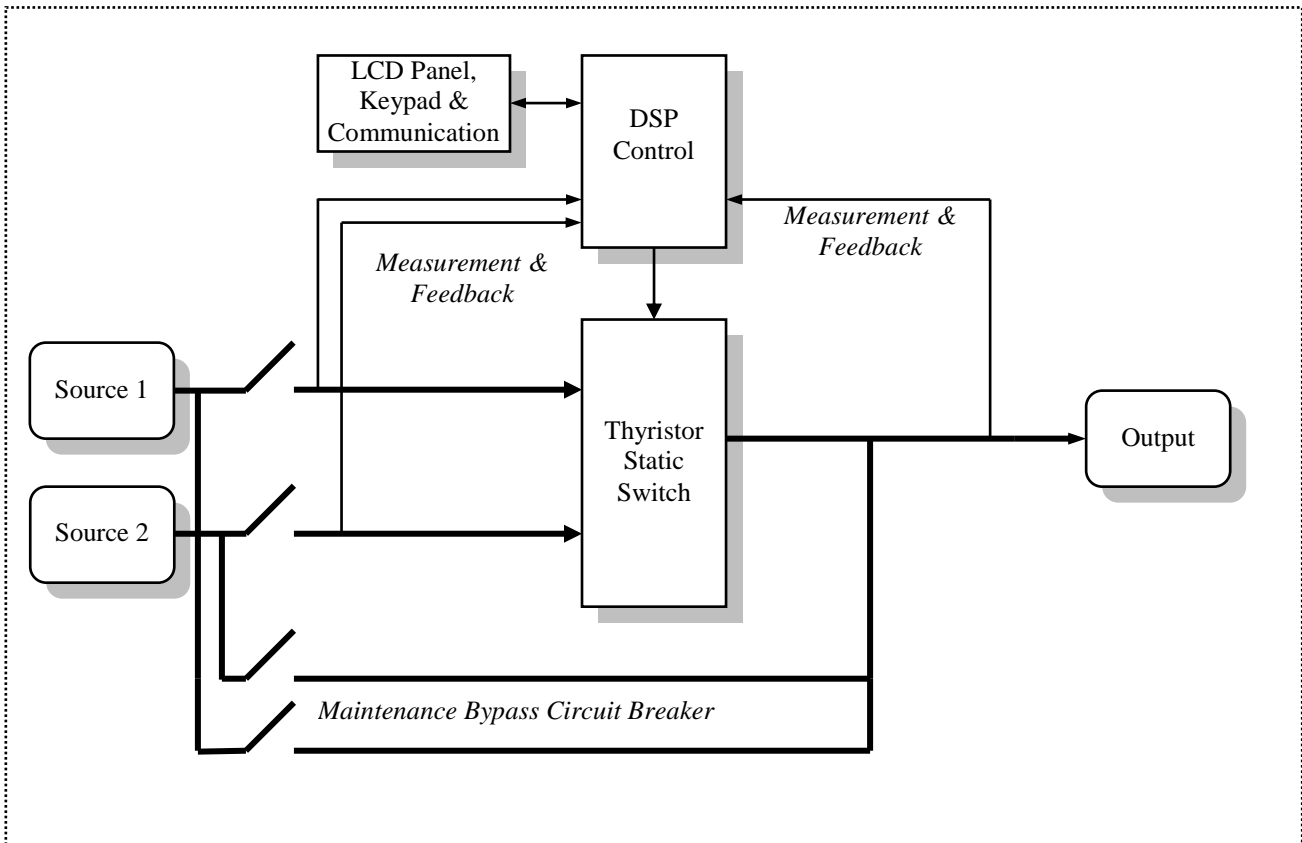 LCD Panel,
Keypad &
Communication
DSP
Control
Measurement &
Feedback
Measurement &
Feedback
Source 1
Thyristor
Static
Switch
Output
Source 2
Maintenance Bypass Circuit Breaker